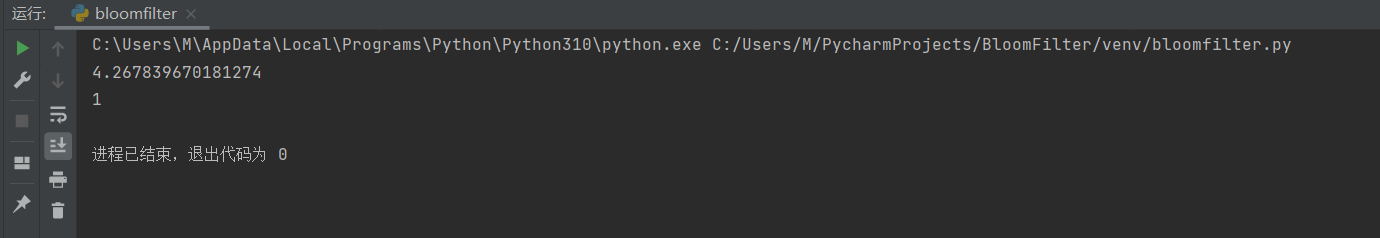 运行: bloomfilter
C:\Users\M\AppData\Local\Programs\Python\Python310\python.exe C:/Users/M/PycharmProjects/BloomFilter/venv/bloomfilter.py
4.267839670181274
1
进程已结束，退出代码为 0